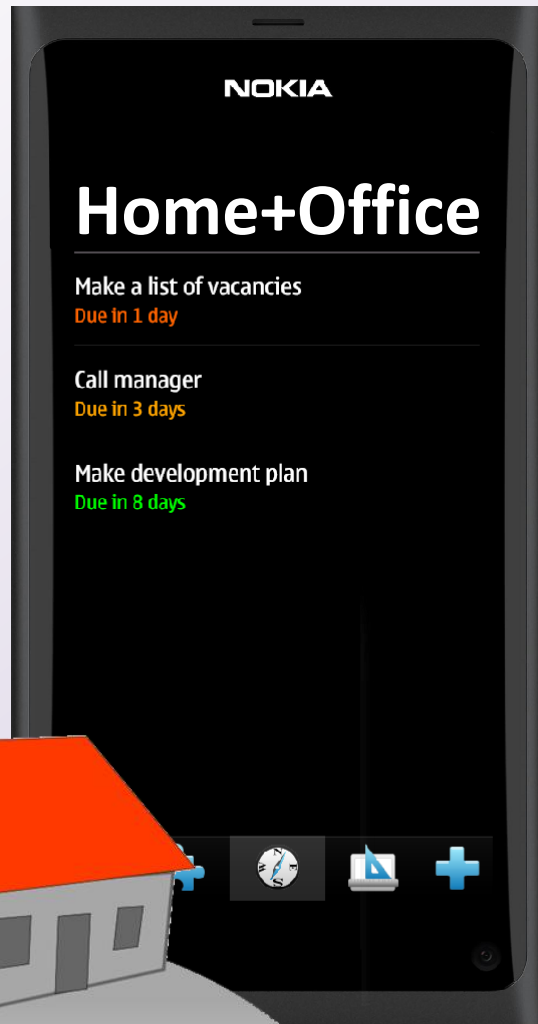 NOKIA
Home+Office
Make a list of vacancies
Due in 1 day
Call manager
Due in 3 days
Make development plan
Due in 8 days
N
W E
S